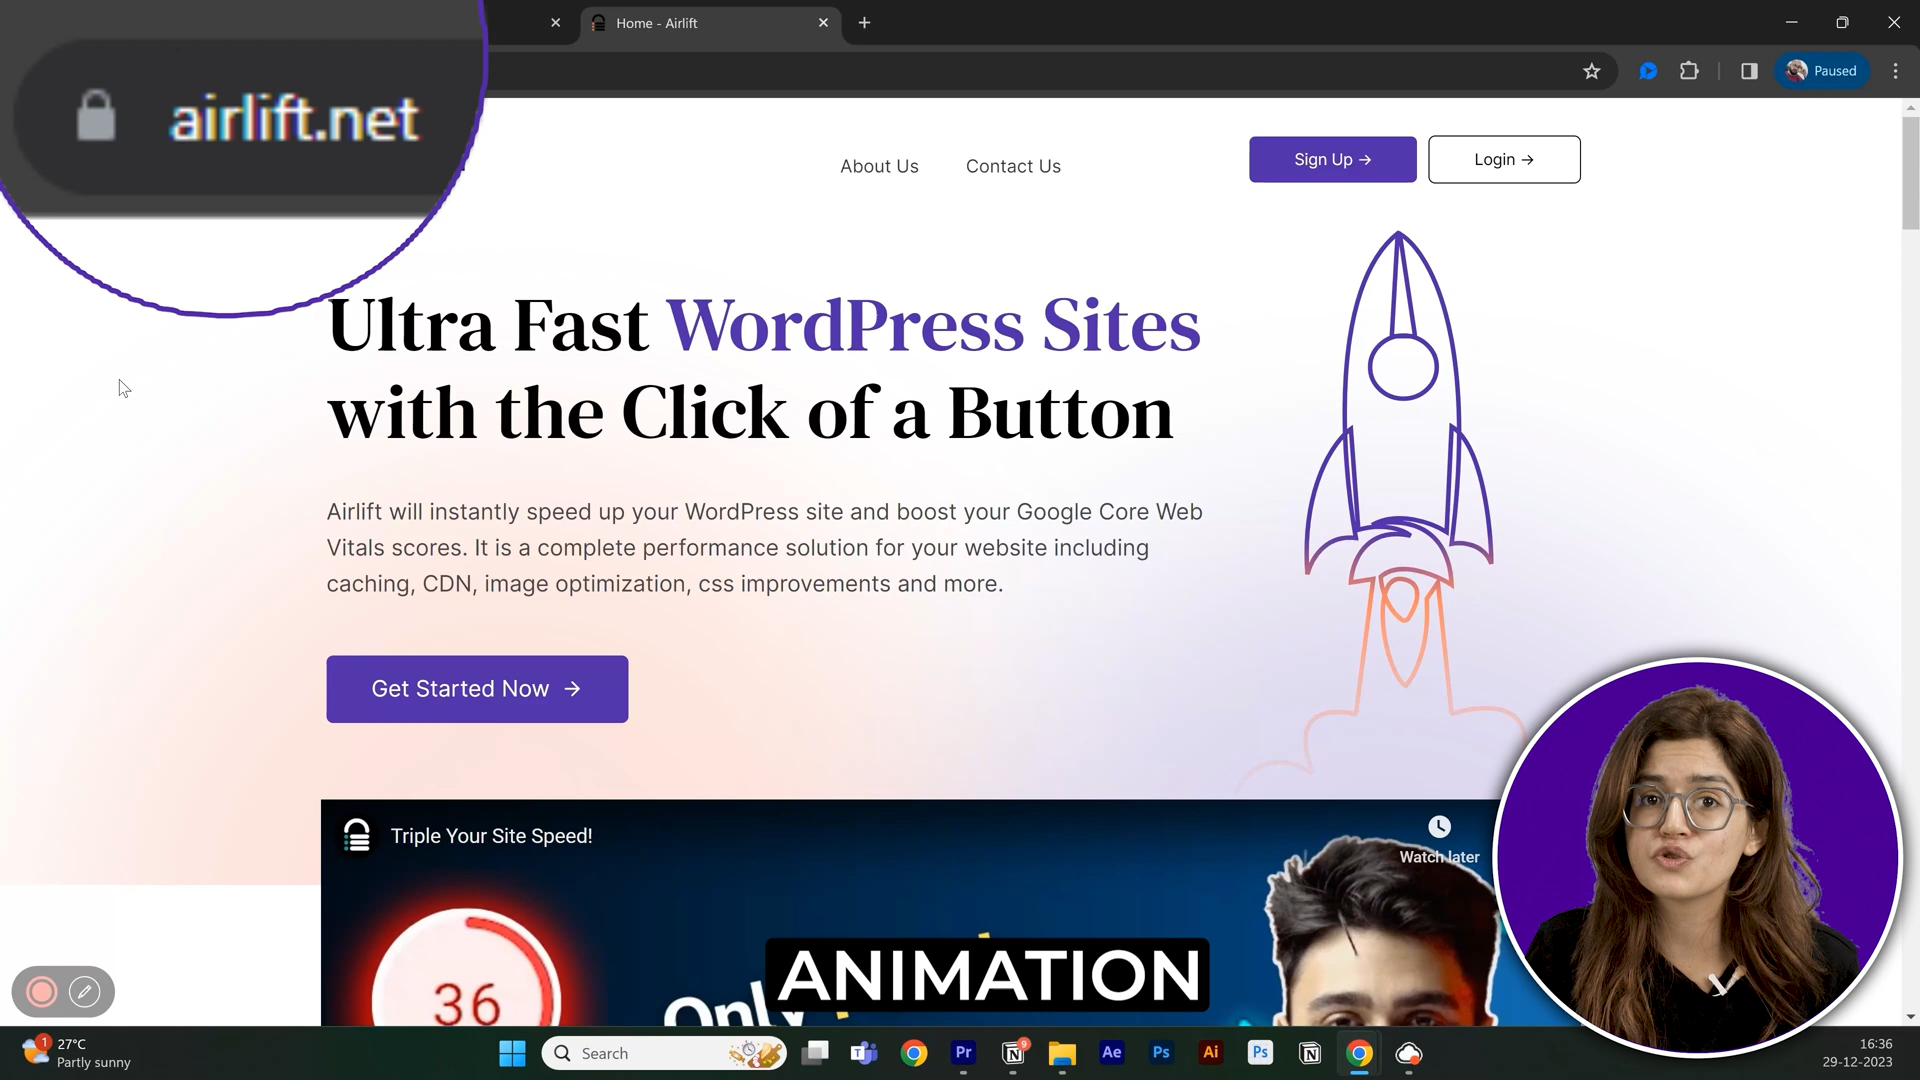 Home - Airlift
airlift.net
Paused
About Us
Contact Us
Sign Up →
Login →
Ultra Fast WordPress Sites
with the Click of a Button
Airlift will instantly speed up your WordPress site and boost your Google Core Web
Vitals scores. It is a complete performance solution for your website including
caching, CDN, image optimization, css improvements and more.
Get Started Now →
Triple Your Site Speed!
Watch later
36
Only
ANIMATION
1
27°C
Partly sunny
Search
Pr
9
Ae
Ps
Ai
Ps
16:36
29-12-2023